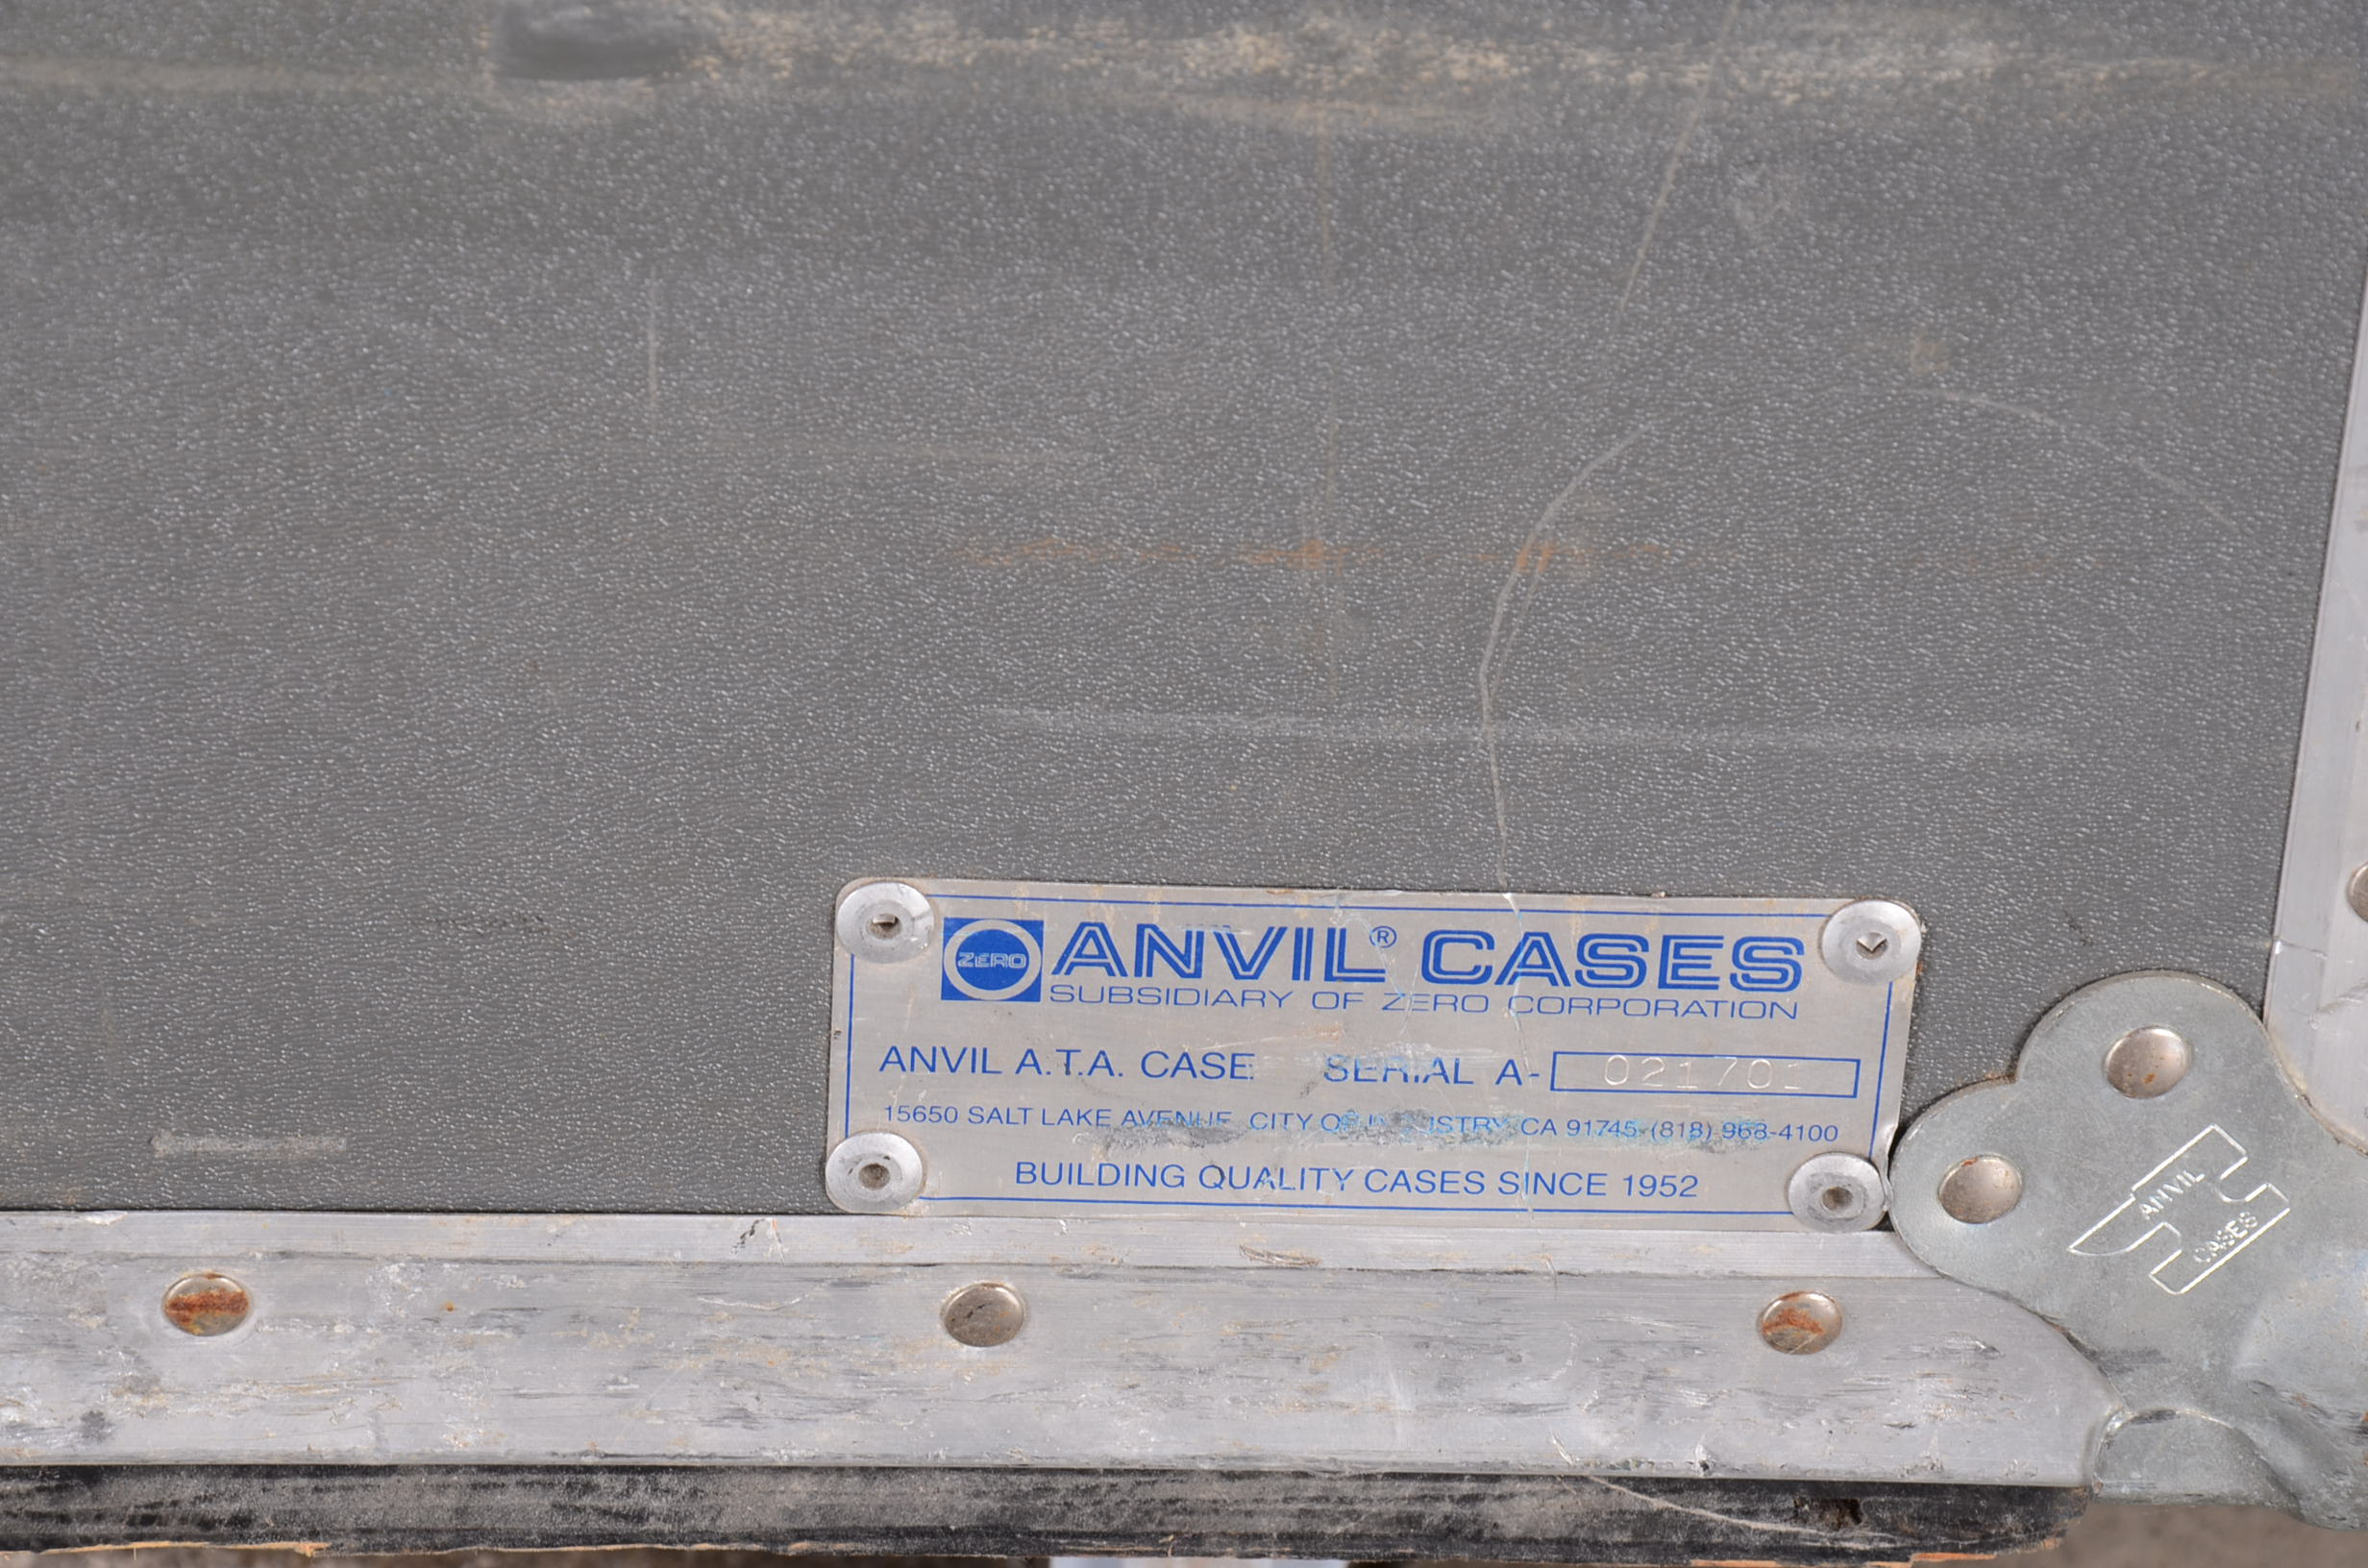 ZERO ANVIL® CASES
SUBSIDIARY OF ZERO CORPORATION
ANVIL A.T.A. CASE SERIAL A-
15650 SALT LAKE AVENUE CITY OF INDUSTRY CA 91745 (818) 968-4100
BUILDING QUALITY CASES SINCE 1952
ANVIL
CASES